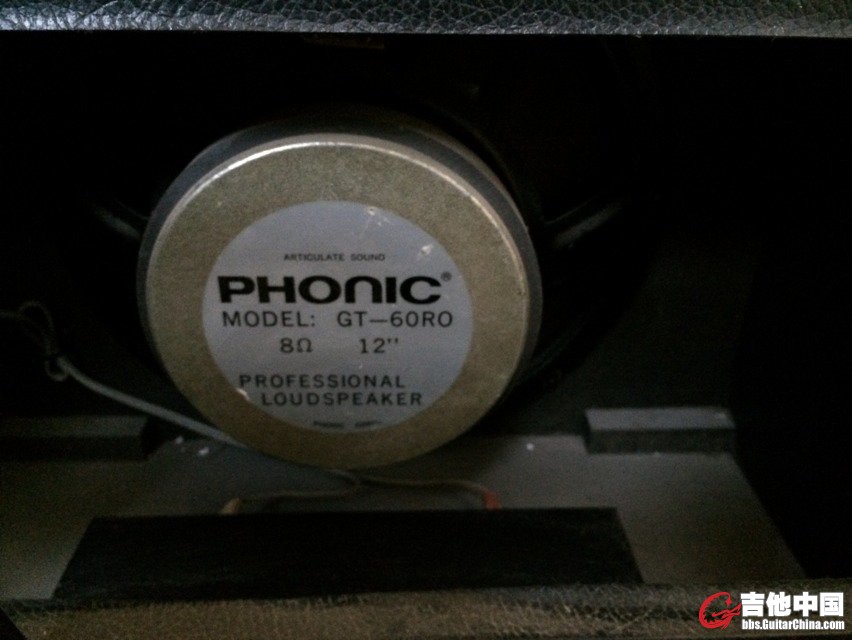 ARTICULATE SOUND
PHONIC®
MODEL: GT-60RO
8Ω 12"
PROFESSIONAL
LOUDSPEAKER
吉他中国
bbs.GuitarChina.com